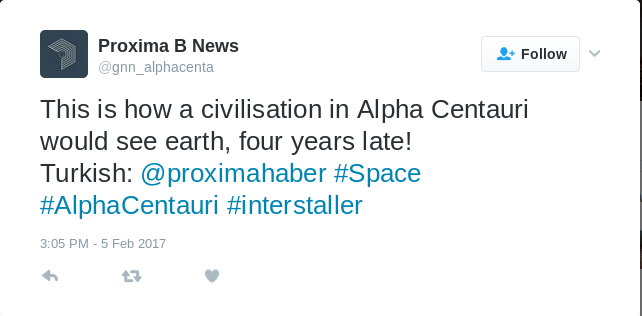 Proxima B News
@gnn_alphacenta
Follow
This is how a civilisation in Alpha Centauri
would see earth, four years late!
Turkish: @proximahaber #Space
#AlphaCentauri #interstaller
3:05 PM - 5 Feb 2017